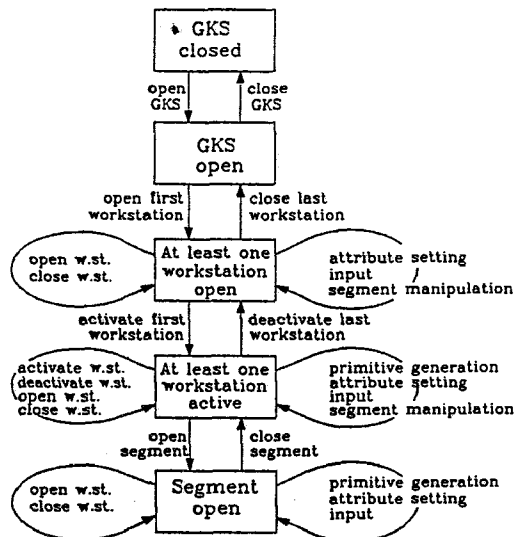 GKS
closed
open
GKS
close
GKS
GKS
open
open first
workstation
close last
workstation
open w.st.
close w.st.
At least one
workstation
open
attribute setting
input
segment manipulation
activate first
workstation
deactivate last
workstation
activate w.st.
deactivate w.st.
open w.st.
close w.st.
At least one
workstation
active
primitive generation
attribute setting
input
segment manipulation
open
segment
close
segment
open w.st.
close w.st.
Segment
open
primitive generation
attribute setting
input